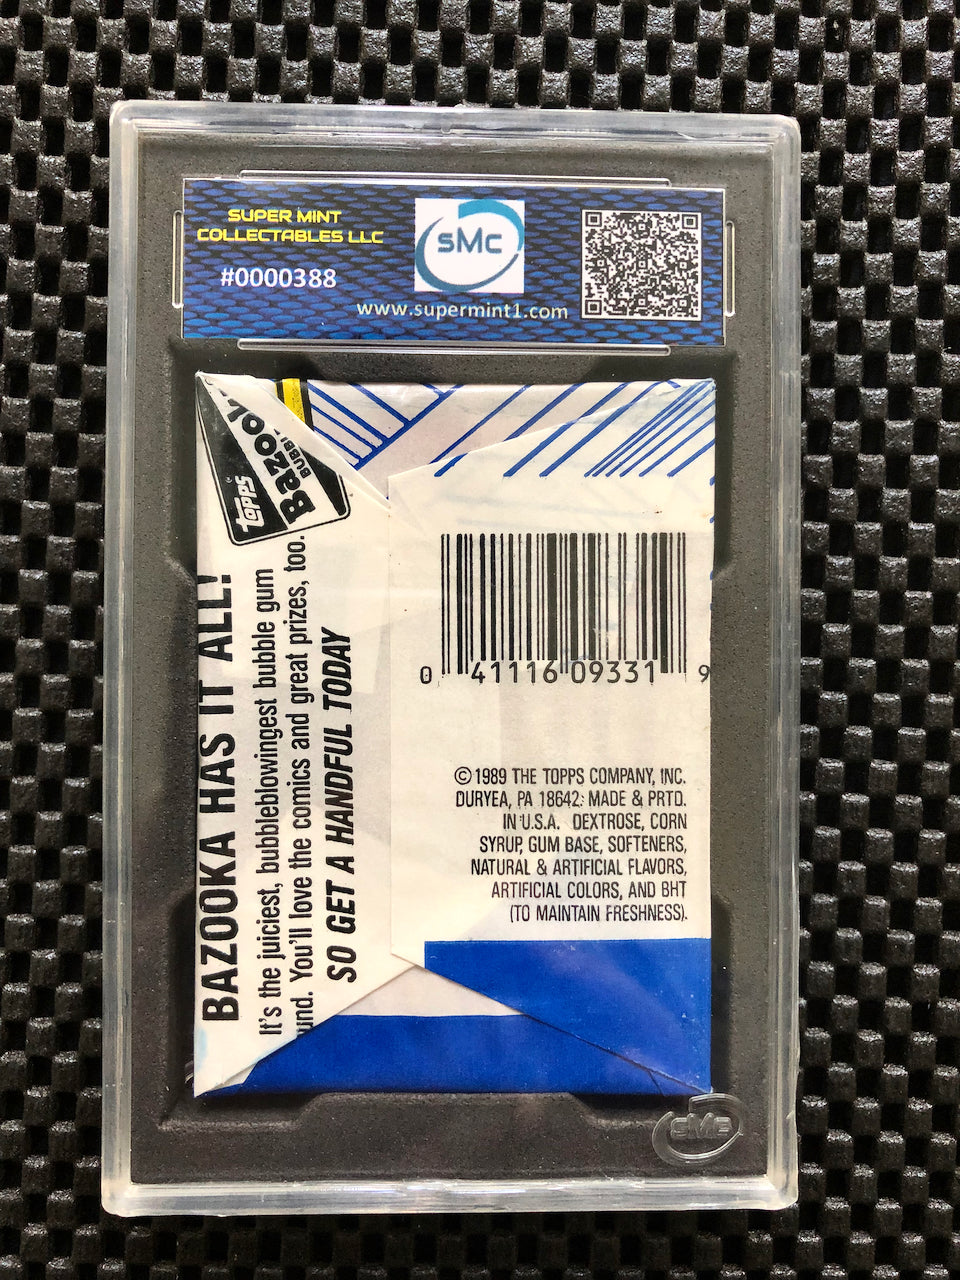 SUPER MINT
COLLECTABLES LLC
#0000388
sMc
www.supermint1.com
Topps
BAZOOKA HAS IT ALL!
It's the juiciest, bubbleblowingest bubble gum
You'll love the comics and great prizes, too.
SO GET A HANDFUL TODAY
0 41116 09331 9
©1989 THE TOPPS COMPANY, INC.
DURYEA, PA 18642. MADE & PRTD.
IN U.S.A. DEXTROSE, CORN
SYRUP, GUM BASE, SOFTENERS,
NATURAL & ARTIFICIAL FLAVORS,
ARTIFICIAL COLORS, AND BHT
(TO MAINTAIN FRESHNESS).
SMC